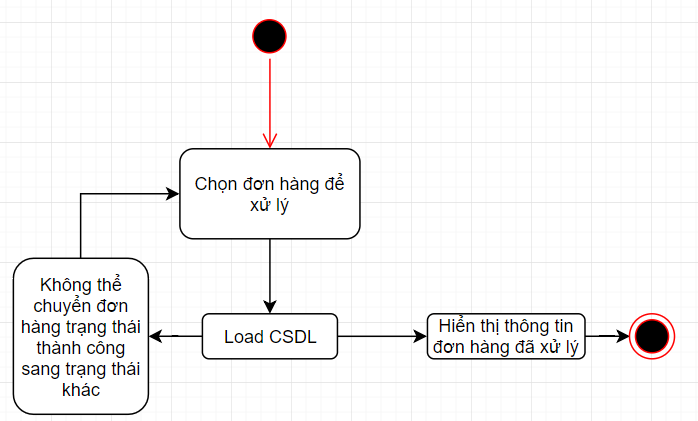 Chọn đơn hàng để
xử lý
Không thể
chuyển đơn
hàng trạng thái
thành công
sang trạng thái
khác
Load CSDL
Hiển thị thông tin
đơn hàng đã xử lý